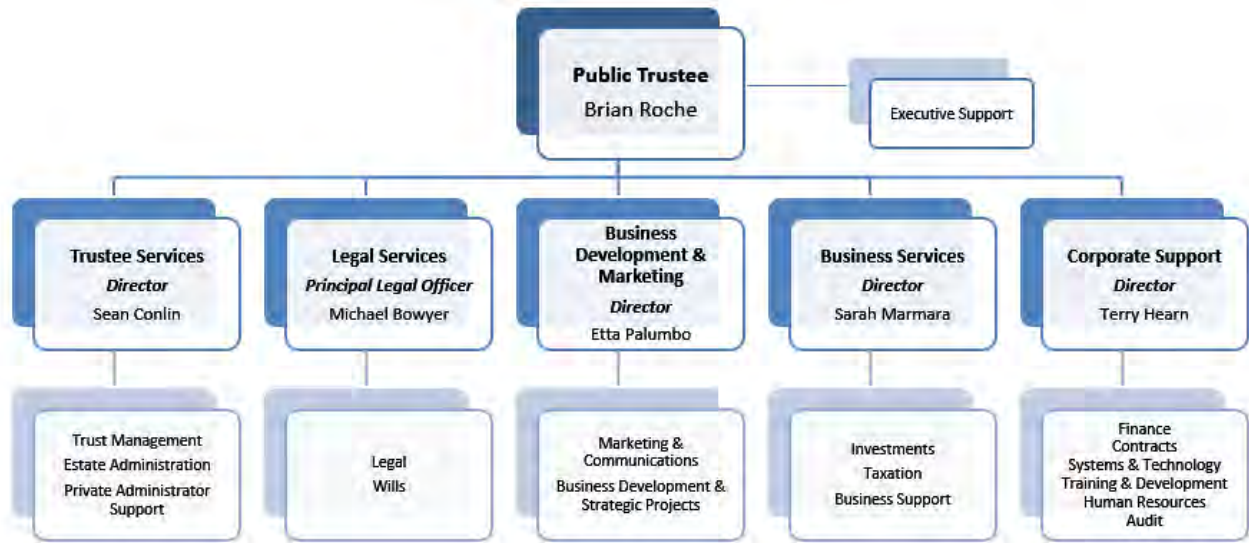 Public Trustee
Brian Roche
Executive Support
Trustee Services
Director
Sean Conlin
Legal Services
Principal Legal Officer
Michael Bowyer
Business
Development &
Marketing
Director
Etta Palumbo
Business Services
Director
Sarah Marmara
Corporate Support
Director
Terry Hearn
Trust Management
Estate Administration
Private Administrator
Support
Legal
Wills
Marketing &
Communications
Business Development &
Strategic Projects
Investments
Taxation
Business Support
Finance
Contracts
Systems & Technology
Training & Development
Human Resources
Audit